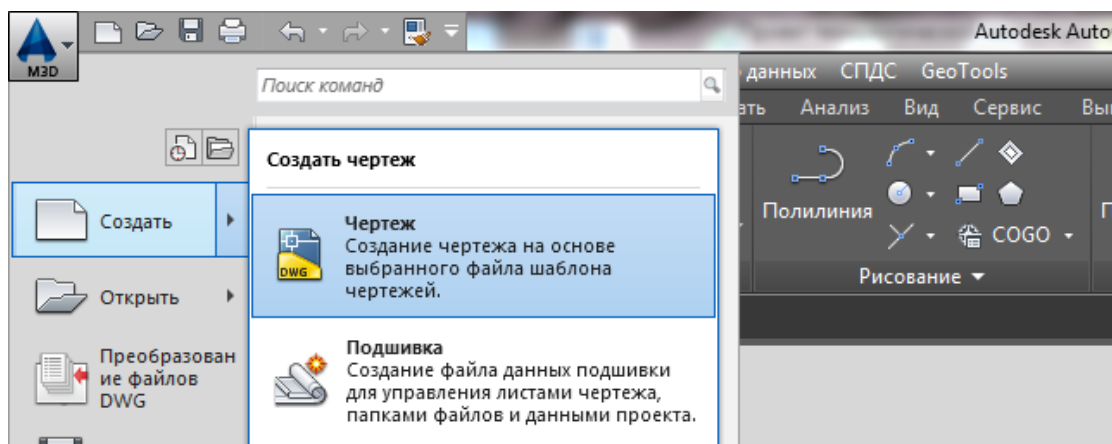 Autodesk Auto
M3D
Поиск команд
данных СПДС GeoTools
ать Анализ Вид Сервис Вы
Создать чертеж
Создать
Чертеж
Создание чертежа на основе
выбранного файла шаблона
чертежей.
DWG
Полилиния
COGO
Рисование
Открыть
Преобразован
ие файлов
DWG
Подшивка
Создание файла данных подшивки
для управления листами чертежа,
папками файлов и данными проекта.